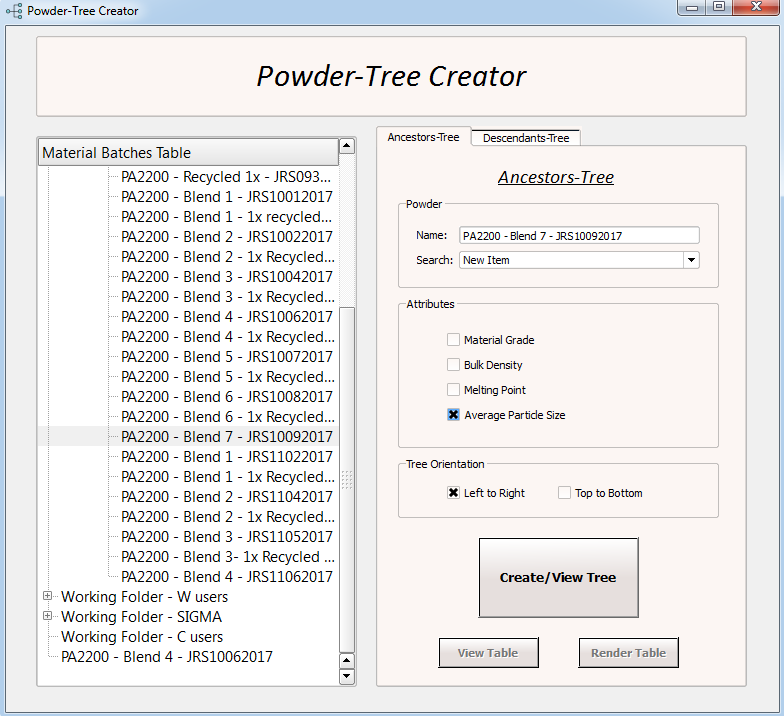 Powder-Tree Creator
Powder-Tree Creator
Material Batches Table
PA2200 - Recycled 1x - JRS093...
PA2200 - Blend 1 - JRS10012017
PA2200 - Blend 1 - 1x recycled...
PA2200 - Blend 2 - JRS10022017
PA2200 - Blend 2 - 1x Recycled...
PA2200 - Blend 3 - JRS10042017
PA2200 - Blend 3 - 1x Recycled...
PA2200 - Blend 4 - JRS10062017
PA2200 - Blend 4 - 1x Recycled...
PA2200 - Blend 5 - JRS10072017
PA2200 - Blend 5 - 1x Recycled...
PA2200 - Blend 6 - JRS10082017
PA2200 - Blend 6 - 1x Recycled...
PA2200 - Blend 7 - JRS10092017
PA2200 - Blend 1 - JRS11022017
PA2200 - Blend 1 - 1x Recycled...
PA2200 - Blend 2 - JRS11042017
PA2200 - Blend 2 - 1x Recycled...
PA2200 - Blend 3 - JRS11052017
PA2200 - Blend 3- 1x Recycled ...
PA2200 - Blend 4 - JRS11062017
Working Folder - W users
Working Folder - SIGMA
Working Folder - C users
PA2200 - Blend 4 - JRS10062017
Ancestors-Tree
Descendants-Tree
Ancestors-Tree
Powder
Name: PA2200 - Blend 7 - JRS10092017
Search: New Item
Attributes
Material Grade
Bulk Density
Melting Point
Average Particle Size
Tree Orientation
Left to Right
Top to Bottom
Create/View Tree
View Table
Render Table